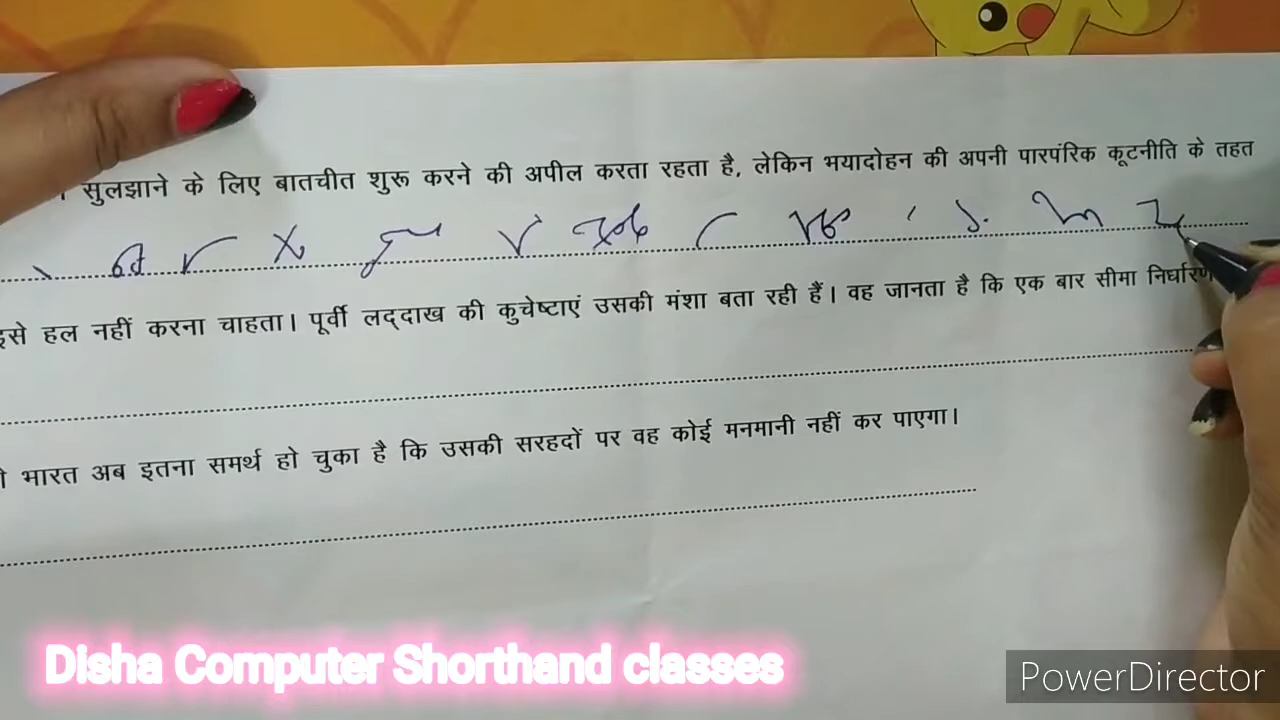 सुलझाने के लिए बातचीत शुरू करने की अपील करता रहता है, लेकिन भयादोहन की अपनी पारपंरिक कूटनीति के तहत
इसे हल नहीं करना चाहता। पूर्वी लद्दाख की कुचेष्टाएं उसकी मंशा बता रही हैं। वह जानता है कि एक बार सीमा निर्धारण
भारत अब इतना समर्थ हो चुका है कि उसकी सरहदों पर वह कोई मनमानी नहीं कर पाएगा।
Disha Computer Shorthand classes
PowerDirector